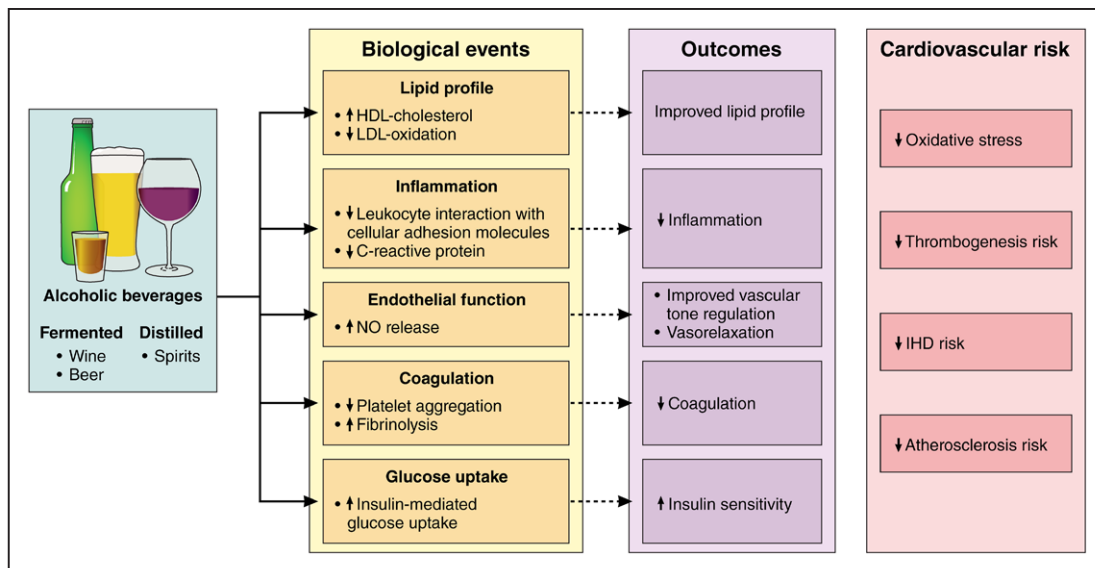 Biological events
Outcomes
Cardiovascular risk
Alcoholic beverages
Fermented
• Wine
• Beer
Distilled
• Spirits
Lipid profile
• ↑ HDL-cholesterol
• ↓ LDL-oxidation
Improved lipid profile
Inflammation
• ↓ Leukocyte interaction with
cellular adhesion molecules
• ↓ C-reactive protein
↓ Inflammation
Endothelial function
• ↑ NO release
• Improved vascular
tone regulation
• Vasorelaxation
Coagulation
• ↓ Platelet aggregation
• ↑ Fibrinolysis
↓ Coagulation
Glucose uptake
• ↑ Insulin-mediated
glucose uptake
↑ Insulin sensitivity
↓ Oxidative stress
↓ Thrombogenesis risk
↓ IHD risk
↓ Atherosclerosis risk